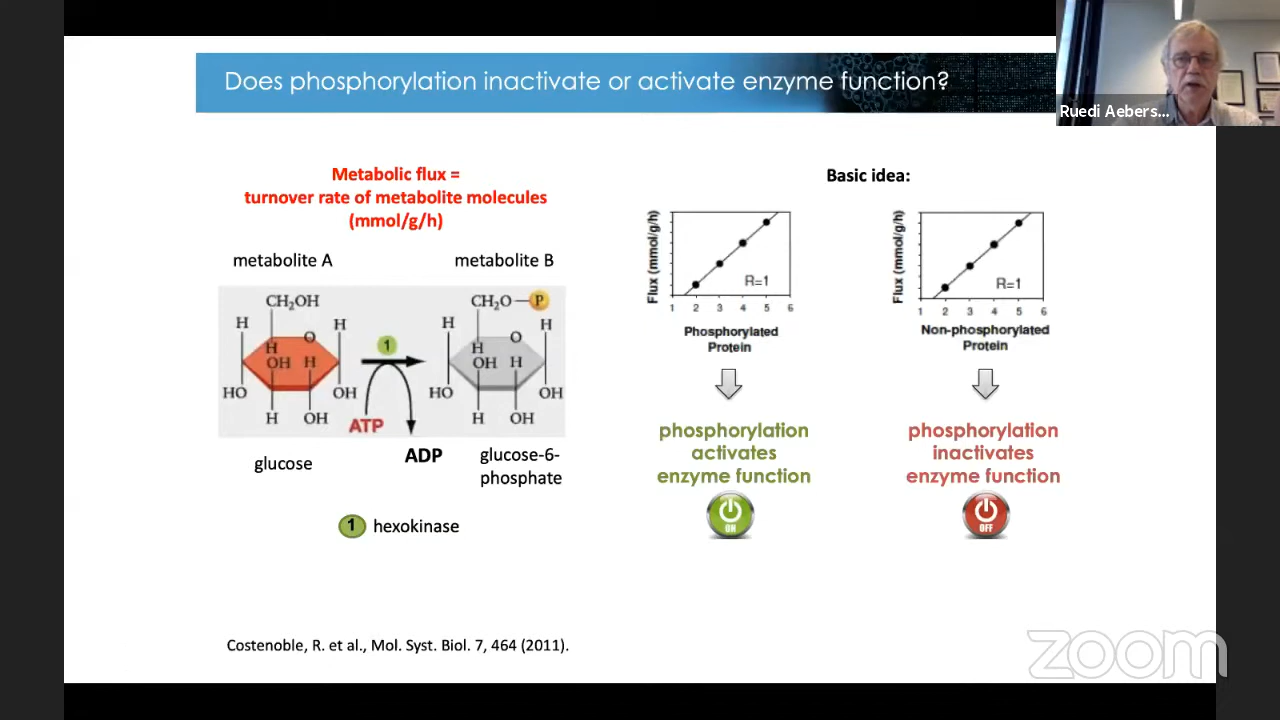 Does phosphorylation inactivate or activate enzyme function?
Ruedi Aebers...
Metabolic flux =
turnover rate of metabolite molecules
(mmol/g/h)
metabolite A
metabolite B
CH₂OH
H
O
H
H
OH
H
HO
OH
H
OH
1
ATP
ADP
CH₂O
P
H
O
H
H
OH
H
HO
OH
H
OH
glucose
glucose-6-
phosphate
1 hexokinase
Basic idea:
Flux (mmol/g/h)
R=1
1 2 3 4 5 6
Phosphorylated
Protein
phosphorylation
activates
enzyme function
ON
Flux (mmol/g/h)
R=1
1 2 3 4 5 6
Non-phosphorylated
Protein
phosphorylation
inactivates
enzyme function
OFF
Costenoble, R. et al., Mol. Syst. Biol. 7, 464 (2011).
zoom